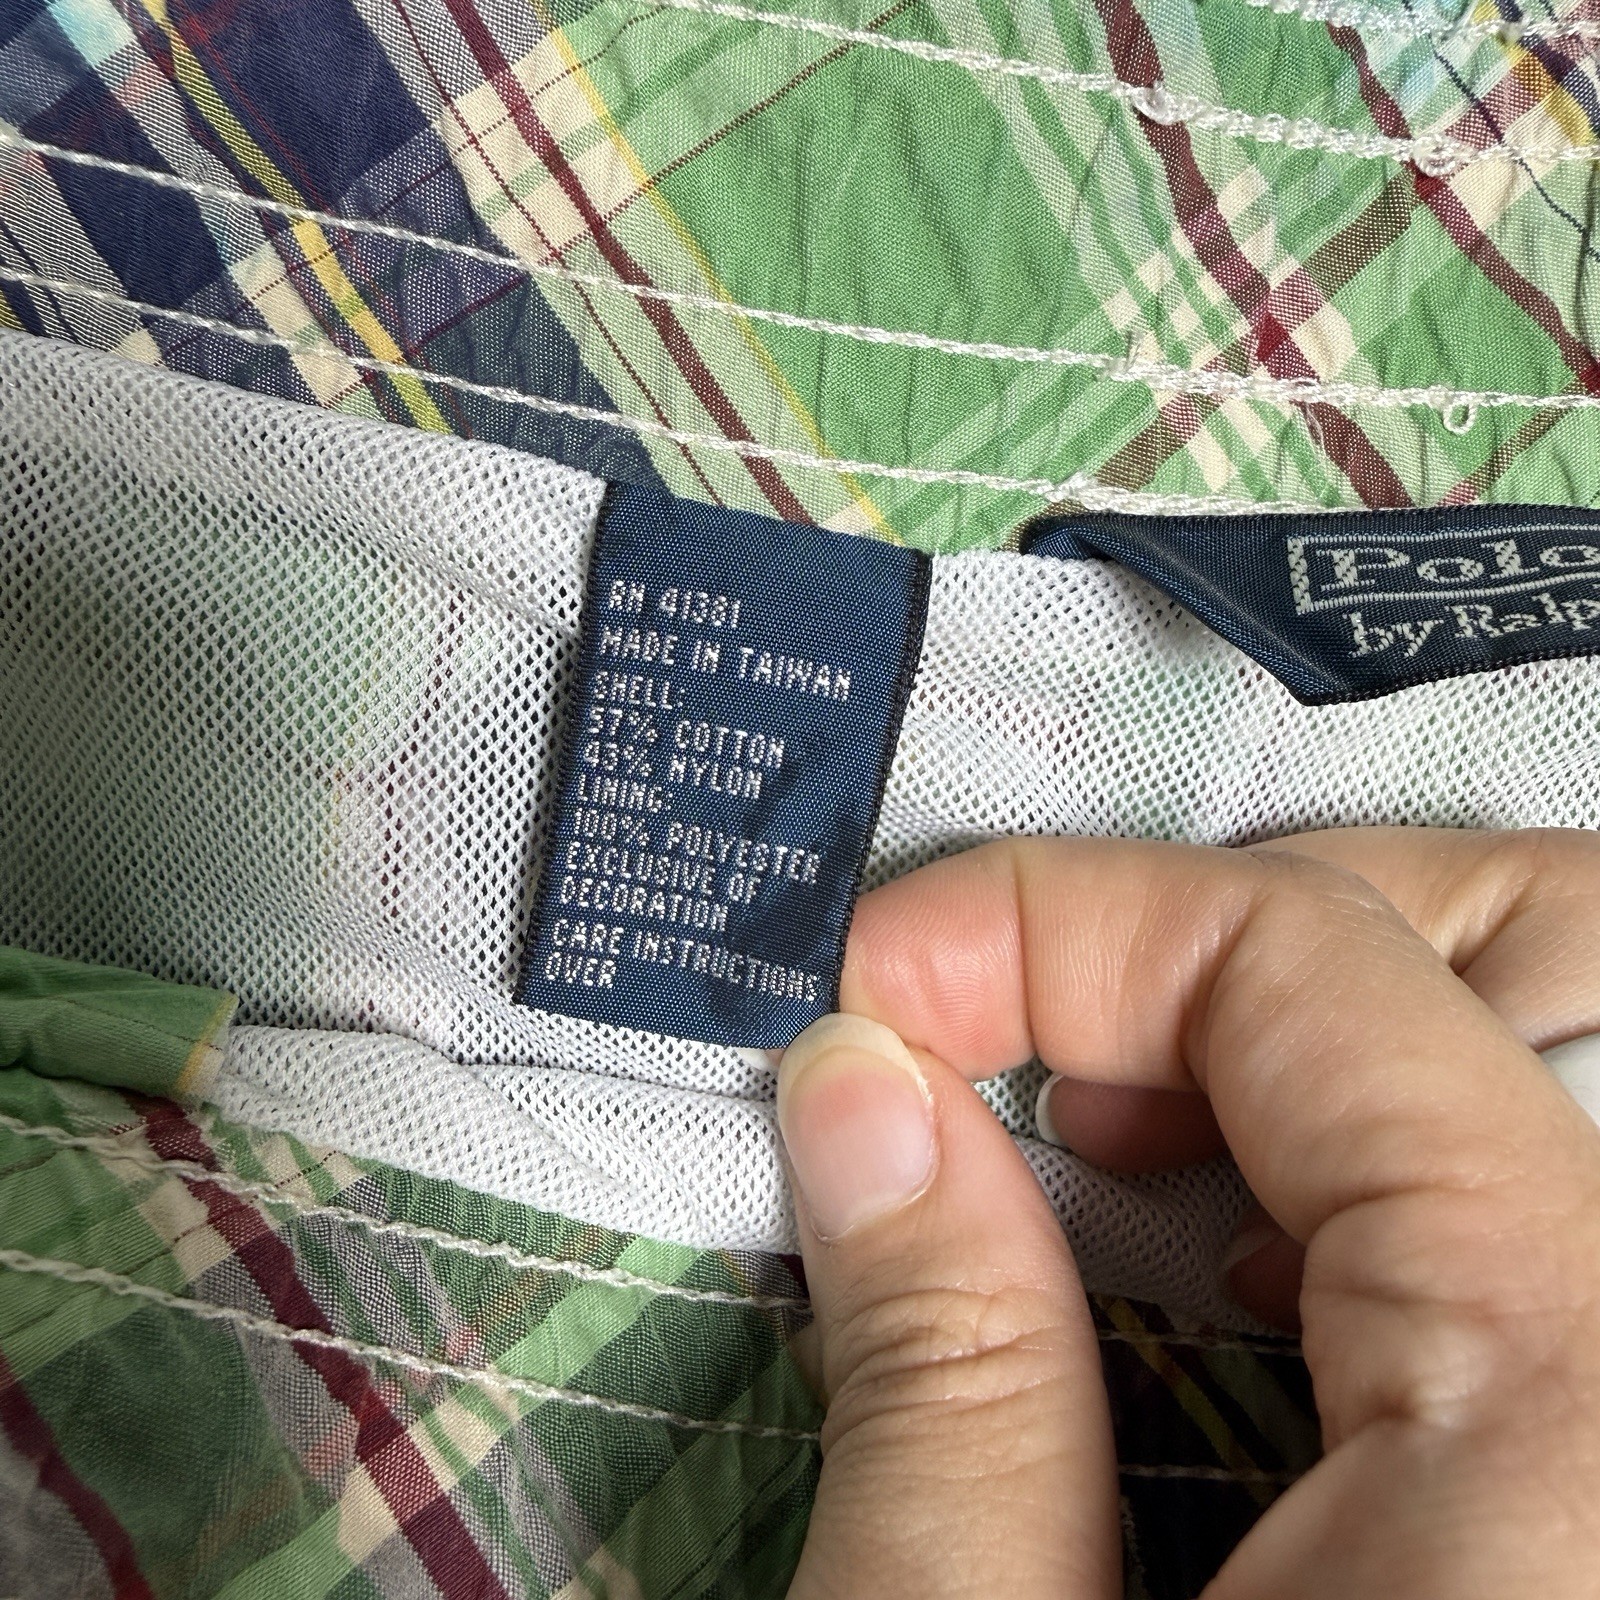 RN 41381
MADE IN TAIWAN
SHELL:
57% COTTON
43% NYLON
LINING:
100% POLYESTER
EXCLUSIVE OF
DECORATION
CARE INSTRUCTIONS
OVER
Polo
by Ralp